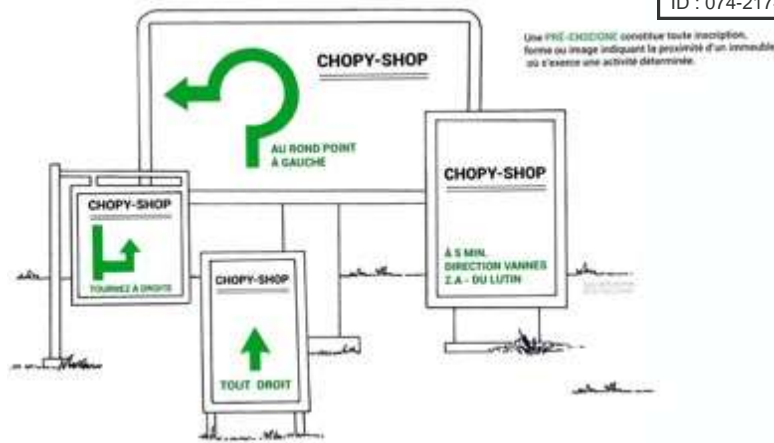 ID : 074-217
Une PRÉ-ENSEIGNE constitue toute inscription,
forme ou image indiquant la proximité d'un immeuble
où s'exerce une activité déterminée.
CHOPY-SHOP
AU ROND POINT
À GAUCHE
CHOPY-SHOP
TOURNEZ A DROITE
CHOPY-SHOP
TOUT DROIT
CHOPY-SHOP
À 5 MIN.
DIRECTION VANNES
Z.A - DU LUTIN